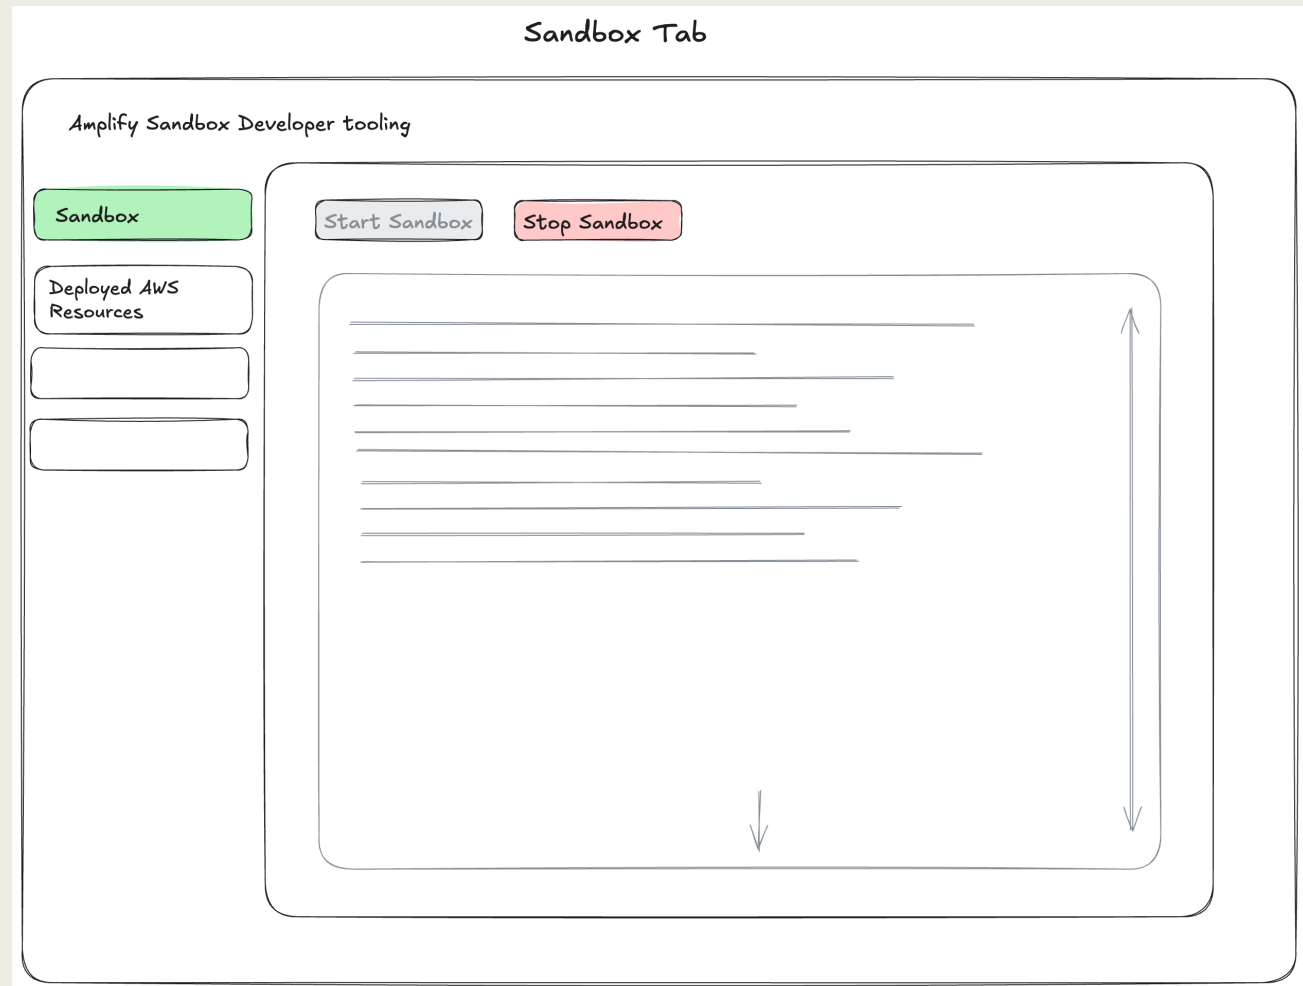 Sandbox Tab
Amplify Sandbox Developer tooling
Sandbox
Start Sandbox
Stop Sandbox
Deployed AWS
Resources